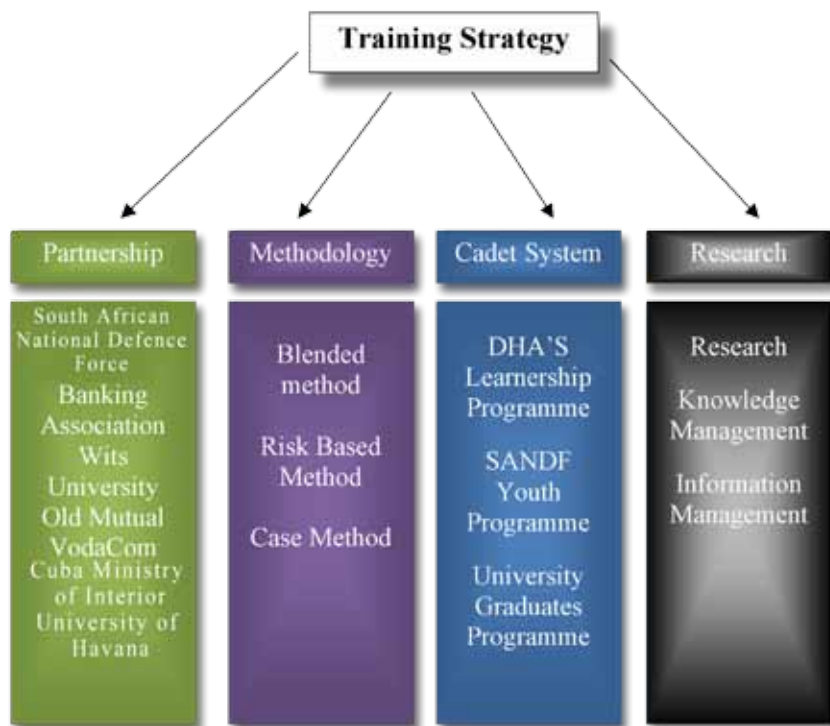 Training Strategy
Partnership
South African
National Defence
Force
Banking
Association
Wits
University
Old Mutual
VodaCom
Cuba Ministry
of Interior
University of
Havana
Methodology
Blended
method
Risk Based
Method
Case Method
Cadet System
DHA'S
Learnership
Programme
SANDF
Youth
Programme
University
Graduates
Programme
Research
Research
Knowledge
Management
Information
Management